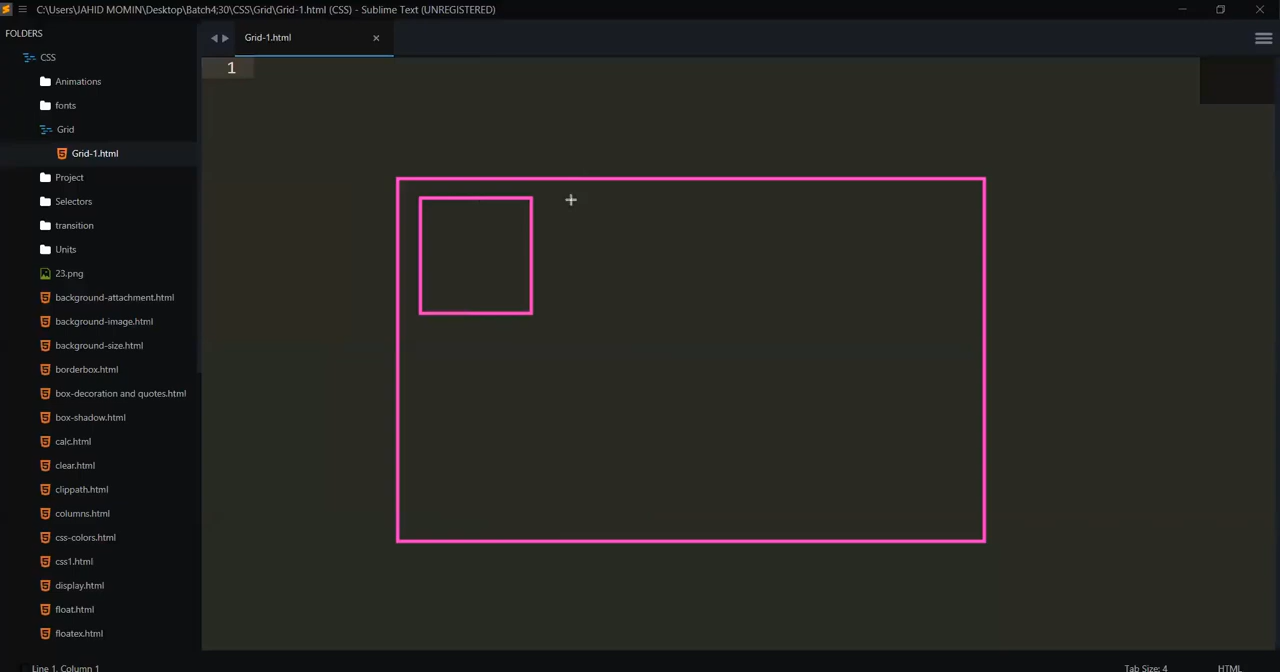 C:\Users\JAHID MOMIN\Desktop\Batch4;30\CSS\Grid\Grid-1.html (CSS) - Sublime Text (UNREGISTERED)
FOLDERS
Grid-1.html
CSS
1
Animations
fonts
Grid
Grid-1.html
Project
Selectors
transition
Units
23.png
background-attachment.html
background-image.html
background-size.html
borderbox.html
box-decoration and quotes.html
box-shadow.html
calc.html
clear.html
clippath.html
columns.html
css-colors.html
css1.html
display.html
float.html
floatex.html
Line 1, Column 1
Tab Size: 4
HTML